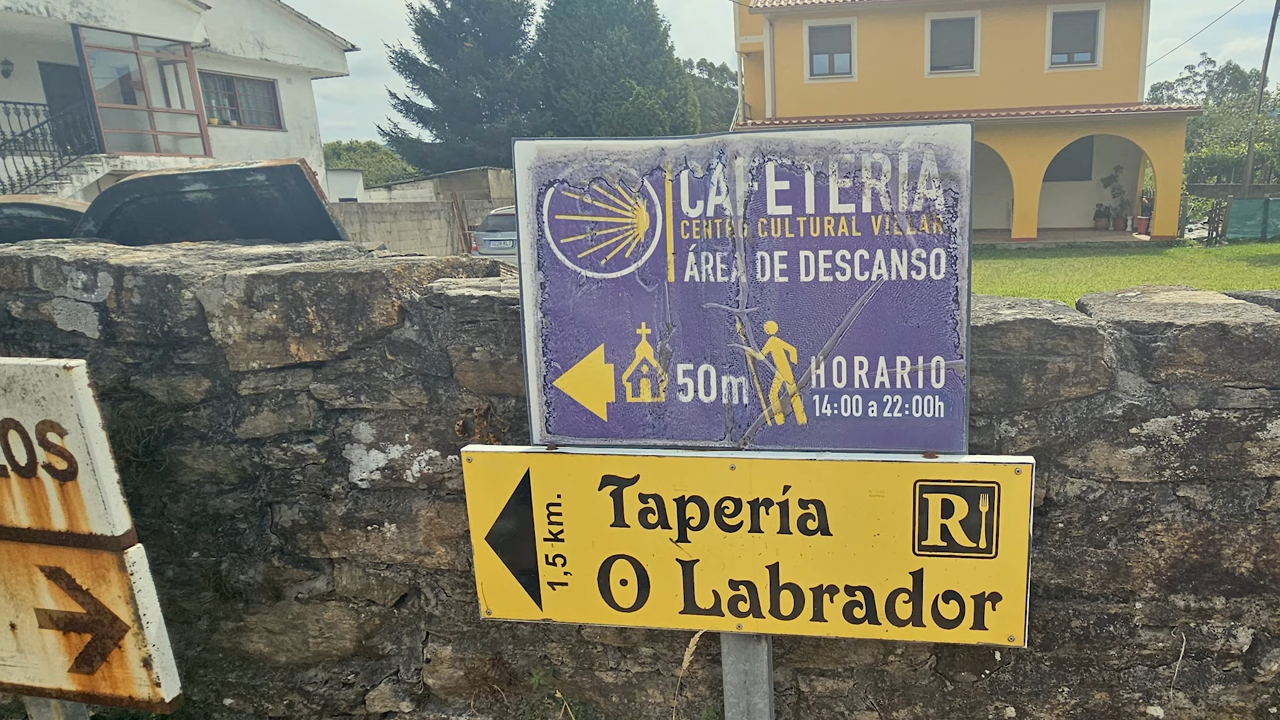 CAFETERÍA
CENTRO CULTURAL VILLAR
ÁREA DE DESCANSO
50m
HORARIO
14:00 a 22:00h
1,5 km.
Tapería
O Labrador
R
OS